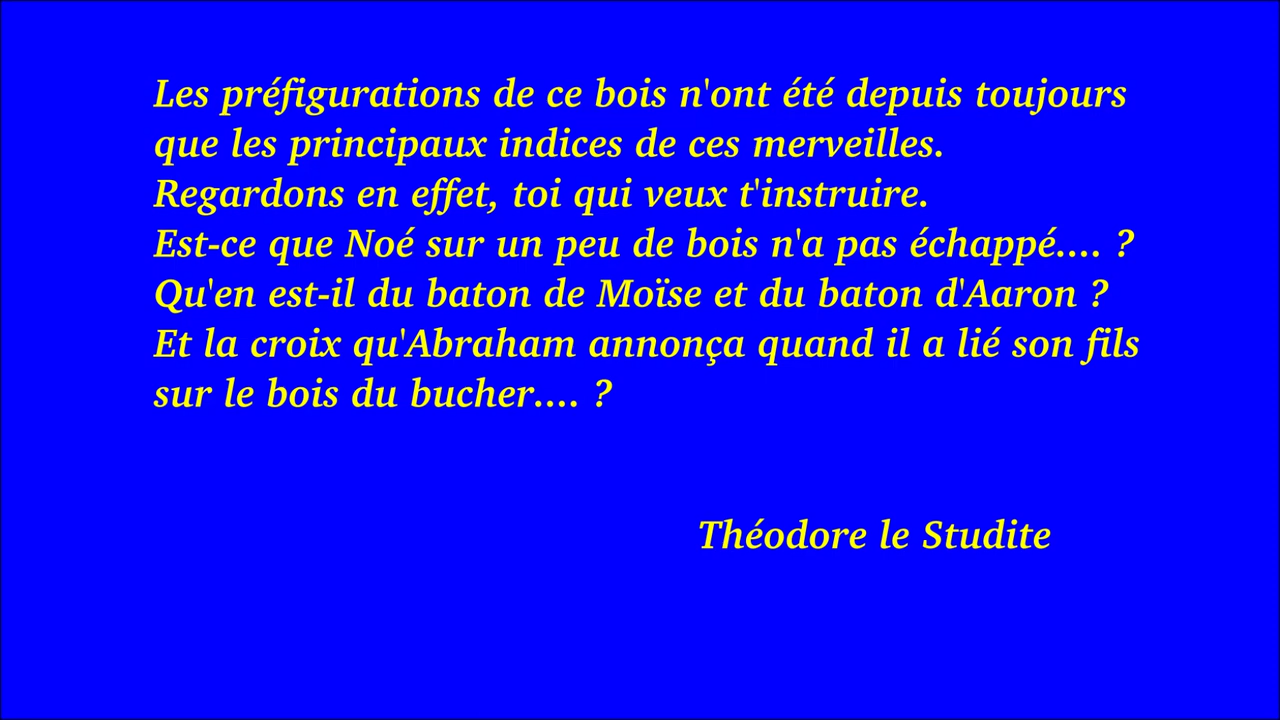 Les préfigurations de ce bois n'ont été depuis toujours
que les principaux indices de ces merveilles.
Regardons en effet, toi qui veux t'instruire.
Est-ce que Noé sur un peu de bois n'a pas échappé.... ?
Qu'en est-il du baton de Moïse et du baton d'Aaron ?
Et la croix qu'Abraham annonça quand il a lié son fils
sur le bois du bucher.... ?
Théodore le Studite